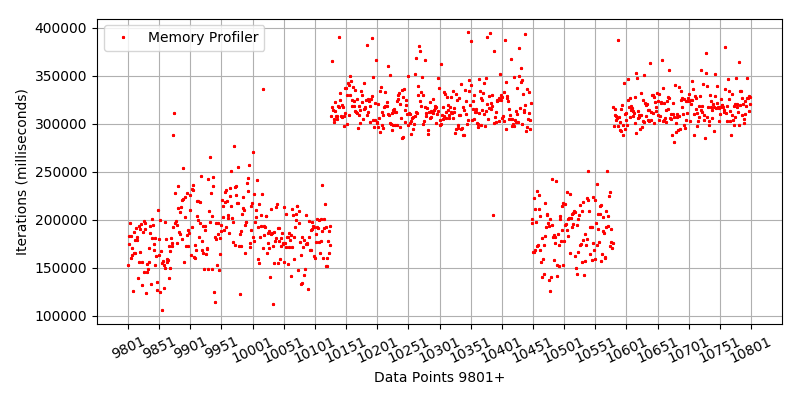 Memory Profiler
400000
350000
300000
250000
200000
150000
100000
Iterations (milliseconds)
9801 9851 9901 9951 10001 10051 10101 10151 10201 10251 10301 10351 10401 10451 10501 10551 10601 10651 10701 10751 10801
Data Points 9801+